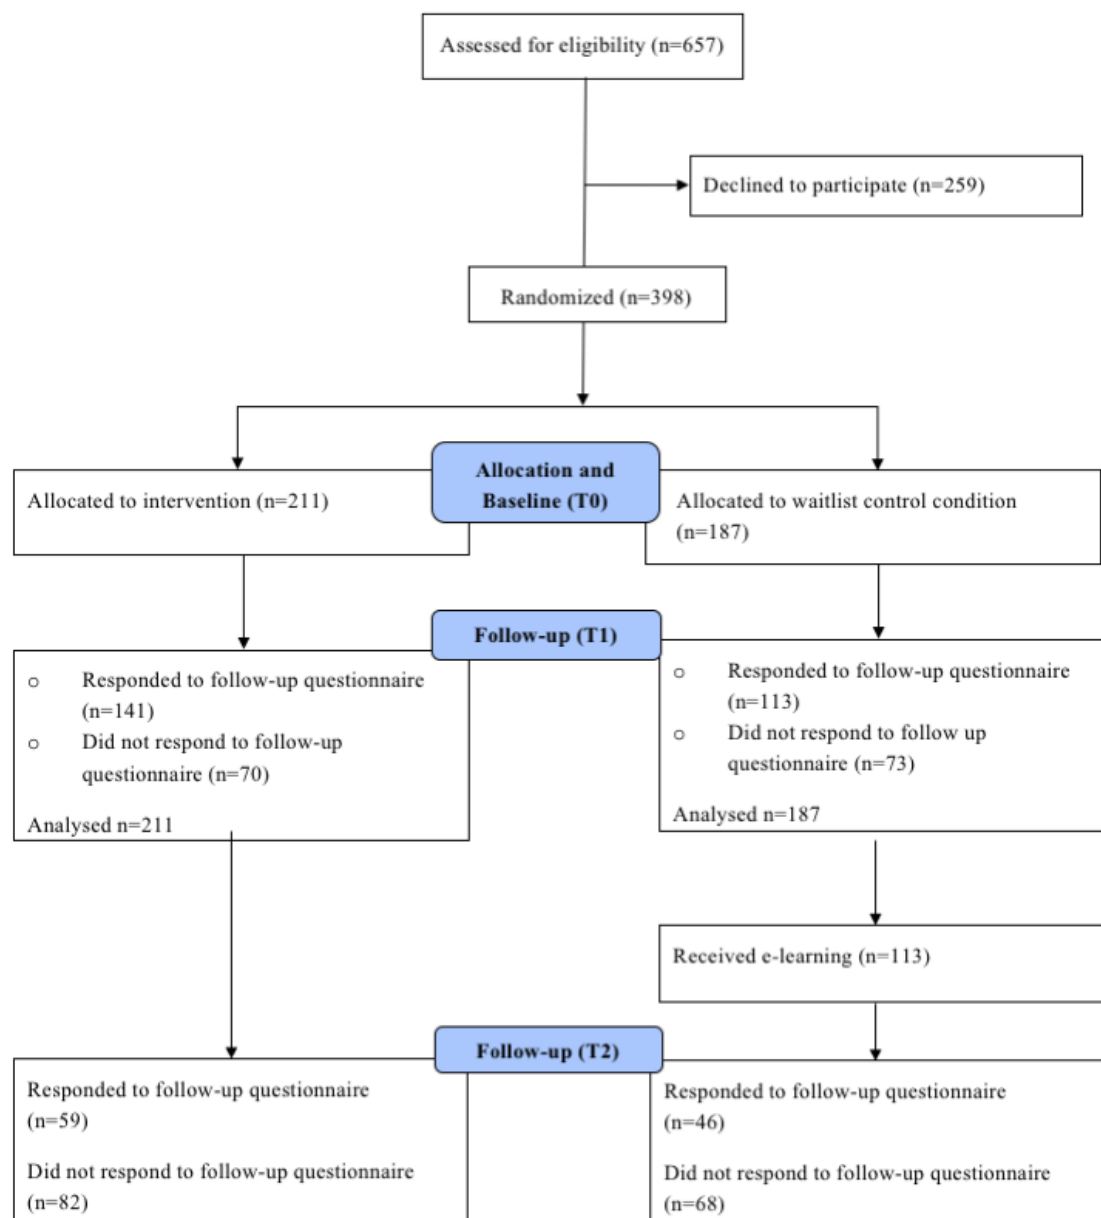 Assessed for eligibility (n=657)
Declined to participate (n=259)
Randomized (n=398)
Allocation and
Baseline (T0)
Allocated to intervention (n=211)
Allocated to waitlist control condition
(n=187)
Follow-up (T1)
o Responded to follow-up questionnaire
(n=141)
o Did not respond to follow-up
questionnaire (n=70)
Analysed n=211
o Responded to follow-up questionnaire
(n=113)
o Did not respond to follow up
questionnaire (n=73)
Analysed n=187
Received e-learning (n=113)
Follow-up (T2)
Responded to follow-up questionnaire
(n=59)
Did not respond to follow-up questionnaire
(n=82)
Responded to follow-up questionnaire
(n=46)
Did not respond to follow-up questionnaire
(n=68)